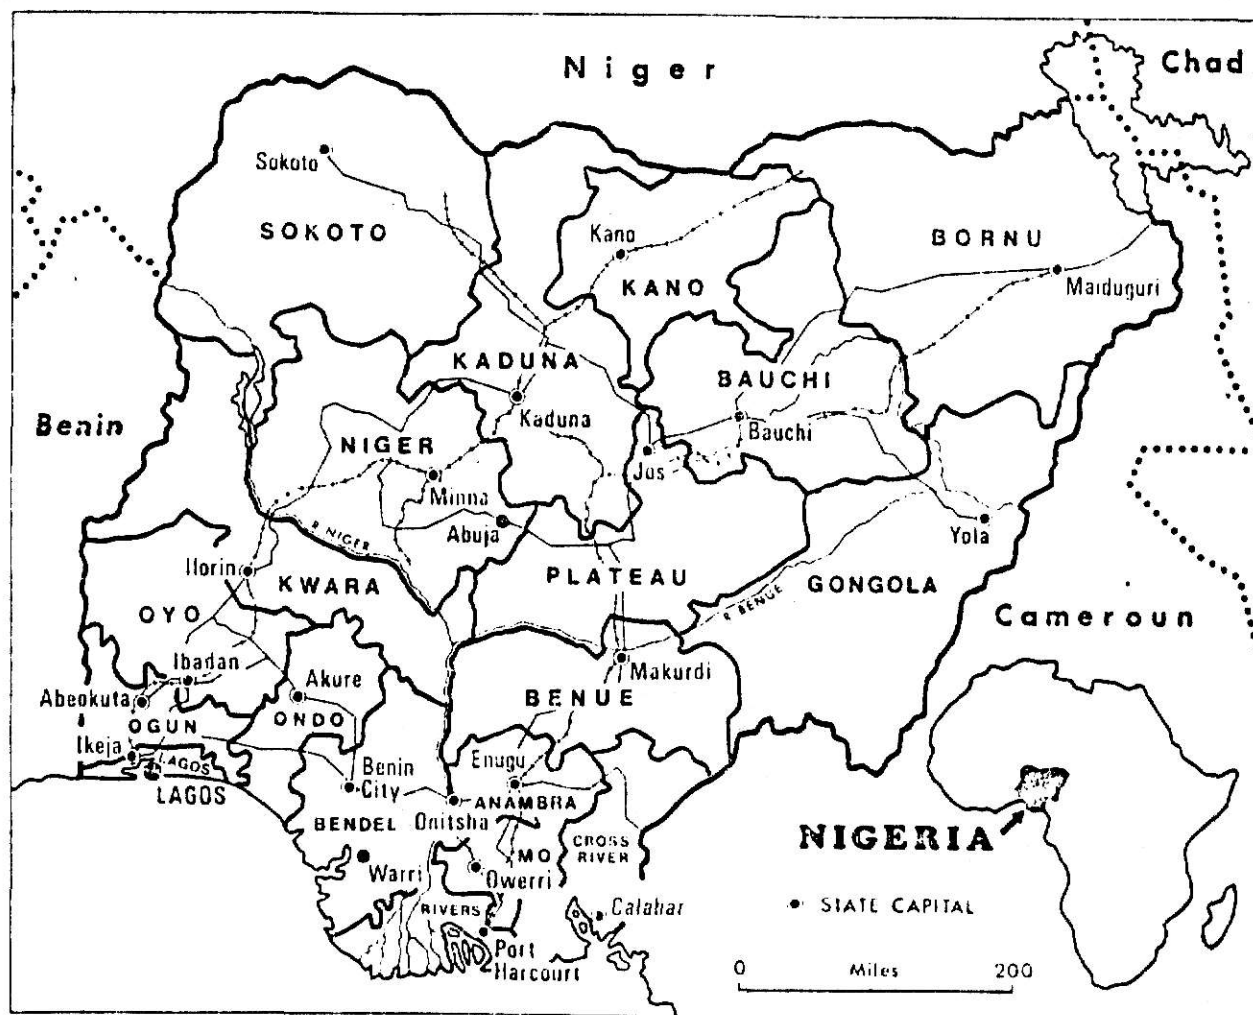 Niger
Chad
Sokoto
SOKOTO
Kano
KANO
BORNU
Maiduguri
KADUNA
Kaduna
BAUCHI
Bauchi
Benin
NIGER
Minna
Jos
Abuja
R NIGER
Yola
Ilorin
KWARA
PLATEAU
GONGOLA
R BENUE
OYO
Cameroun
Ibadan
Akure
Makurdi
BENUE
Abeokuta
OGUN
ONDO
Ikeja
LAGOS
LAGOS
Benin
City
Enugu
ANAMBRA
BENDEL
Onitsha
NIGERIA
CROSS
RIVER
MO
Warri
Owerri
RIVERS
Calabar
STATE CAPITAL
Port
Harcourt
0 Miles 200